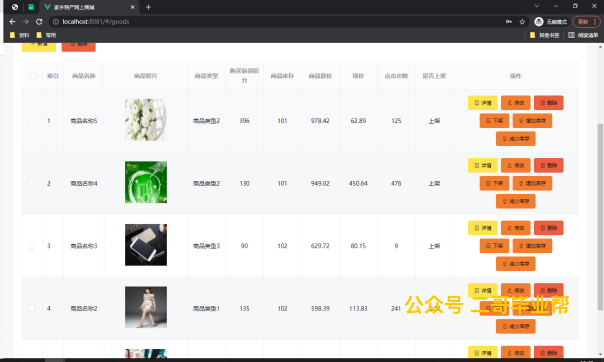 家乡特产网上商城
localhost:8081/#/goods
无痕模式
更新
资料 常用 其他书签 阅读清单
新增 删除
索引 商品名称 商品照片 商品类型 购买获得积分 商品库存 商品原价 现价 点击次数 是否上架 操作
1 商品名称5 商品类型2 396 101 978.42 62.89 125 上架
详情 修改 删除
下架 增加库存
减少库存
2 商品名称4 商品类型2 130 101 949.02 450.64 476 上架
详情 修改 删除
下架 增加库存
减少库存
3 商品名称3 商品类型3 90 102 629.72 80.15 9 上架
详情 修改 删除
下架 增加库存
减少库存
4 商品名称2 商品类型1 135 102 598.39 113.83 241
详情 修改 删除
公众号 二哥毕业帮
减少库存
详情 修改 删除